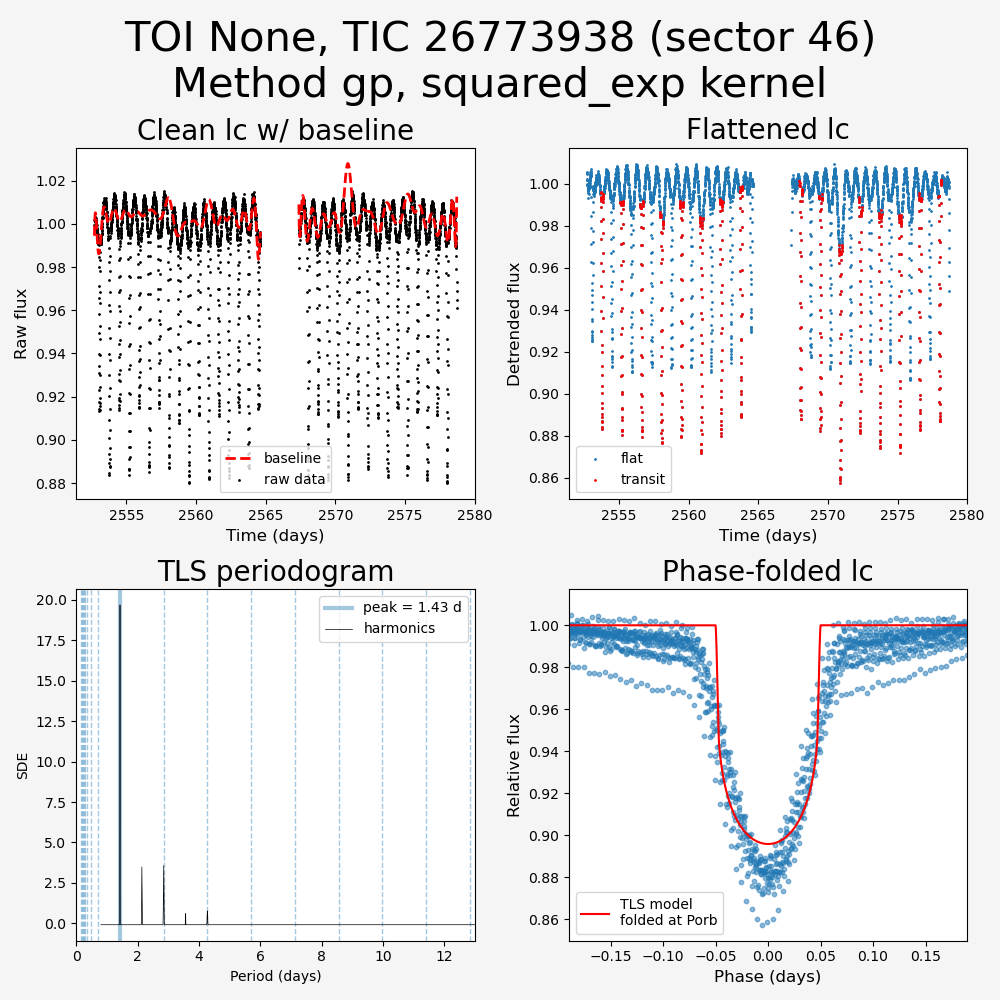 TOI None, TIC 26773938 (sector 46)
Method gp, squared_exp kernel
Clean lc w/ baseline
Raw flux
1.02
1.00
0.98
0.96
0.94
0.92
0.90
0.88
baseline
raw data
2555 2560 2565 2570 2575 2580
Time (days)
Flattened lc
Detrended flux
1.00
0.98
0.96
0.94
0.92
0.90
0.88
0.86
flat
transit
2555 2560 2565 2570 2575 2580
Time (days)
TLS periodogram
SDE
20.0
17.5
15.0
12.5
10.0
7.5
5.0
2.5
0.0
peak = 1.43 d
harmonics
0 2 4 6 8 10 12
Period (days)
Phase-folded lc
Relative flux
1.00
0.98
0.96
0.94
0.92
0.90
0.88
0.86
TLS model
folded at Porb
−0.15 −0.10 −0.05 0.00 0.05 0.10 0.15
Phase (days)